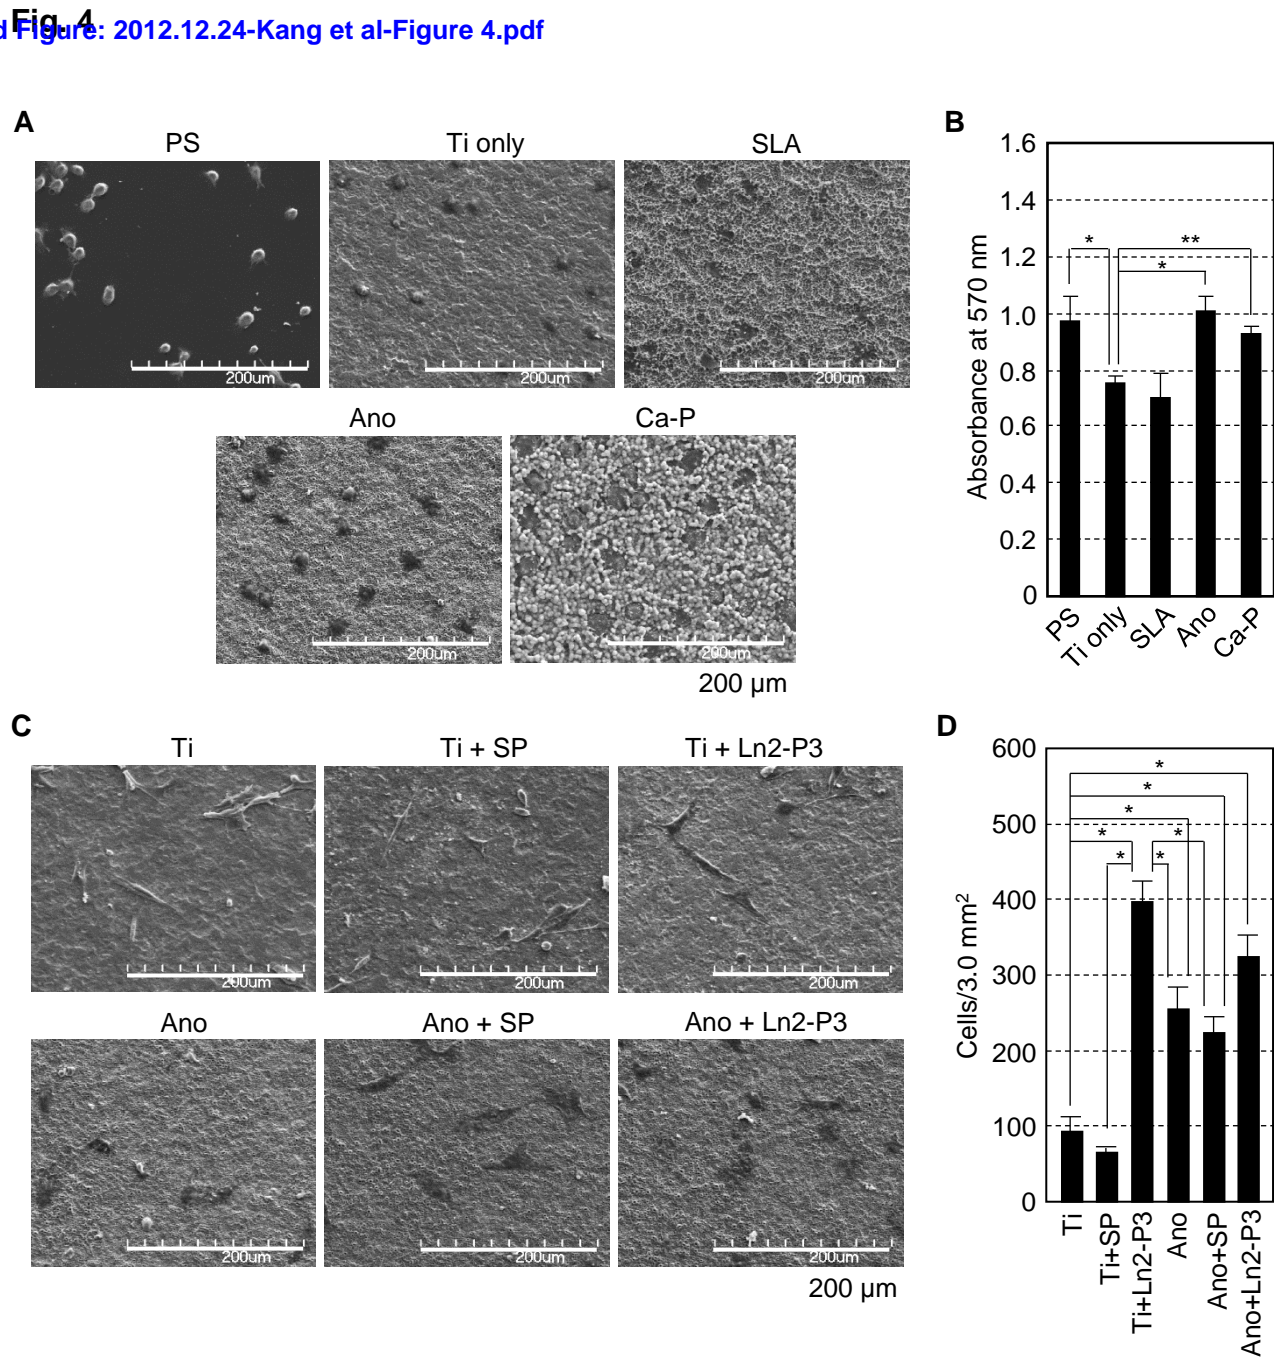 Fig. 4
d Figure: 2012.12.24-Kang et al-Figure 4.pdf
A
PS
Ti only
SLA
200um
200um
200um
Ano
Ca-P
200um
200um
200 µm
B
Absorbance at 570 nm
1.6
1.4
1.2
1.0
0.8
0.6
0.4
0.2
0
*
**
*
PS
Ti only
SLA
Ano
Ca-P
C
Ti
Ti + SP
Ti + Ln2-P3
200um
200um
200um
Ano
Ano + SP
Ano + Ln2-P3
200um
200um
200um
200 µm
D
Cells/3.0 mm²
600
500
400
300
200
100
0
*
*
*
*
*
*
*
Ti
Ti+SP
Ti+Ln2-P3
Ano
Ano+SP
Ano+Ln2-P3